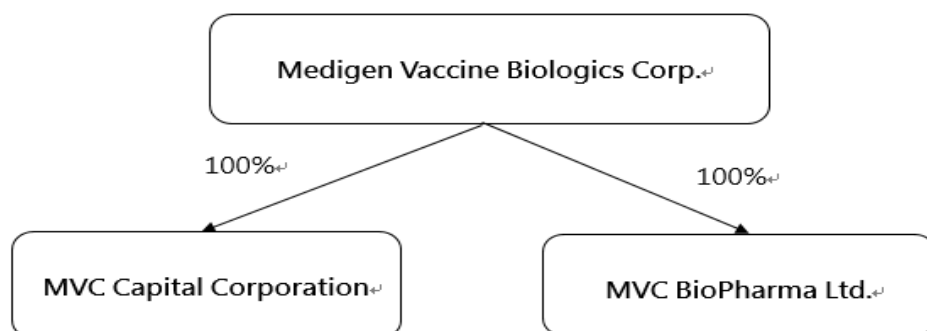 Medigen Vaccine Biologics Corp.↵
100%↵
100%↵
MVC Capital Corporation↵
MVC BioPharma Ltd.↵